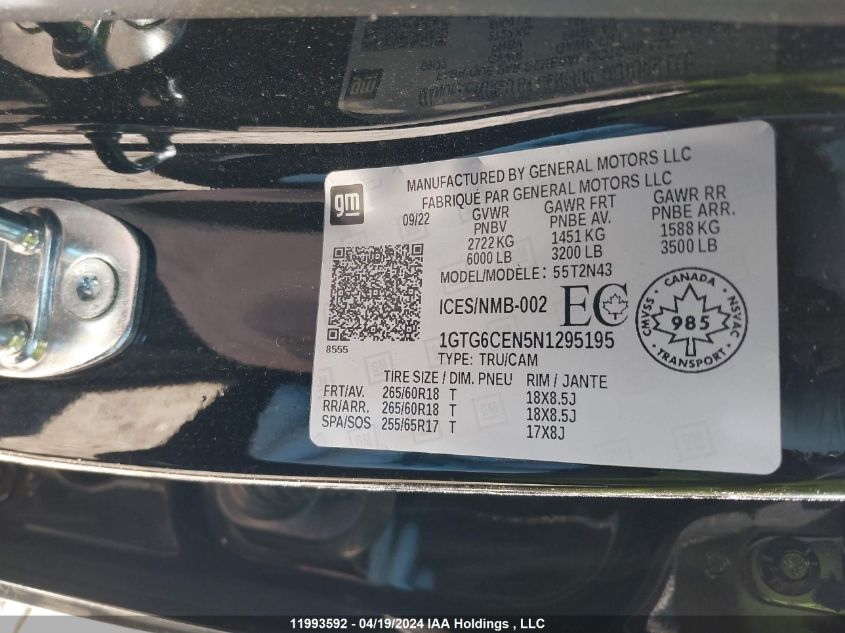 MANUFACTURED BY GENERAL MOTORS LLC
FABRIQUÉ PAR GENERAL MOTORS LLC
gm
09/22 GVWR GAWR FRT GAWR RR
PNBV PNBE AV. PNBE ARR.
2722 KG 1451 KG 1588 KG
6000 LB 3200 LB 3500 LB
MODEL/MODÈLE: 55T2N43
ICES/NMB-002 EC
CANADA
CMVSS 985 NSVAC
TRANSPORT
8555
1GTG6CEN5N1295195
TYPE: TRU/CAM
TIRE SIZE / DIM. PNEU RIM / JANTE
FRT/AV. 265/60R18 T 18X8.5J
RR/ARR. 265/60R18 T 18X8.5J
SPA/SOS 255/65R17 T 17X8J
11993592 - 04/19/2024 IAA Holdings , LLC